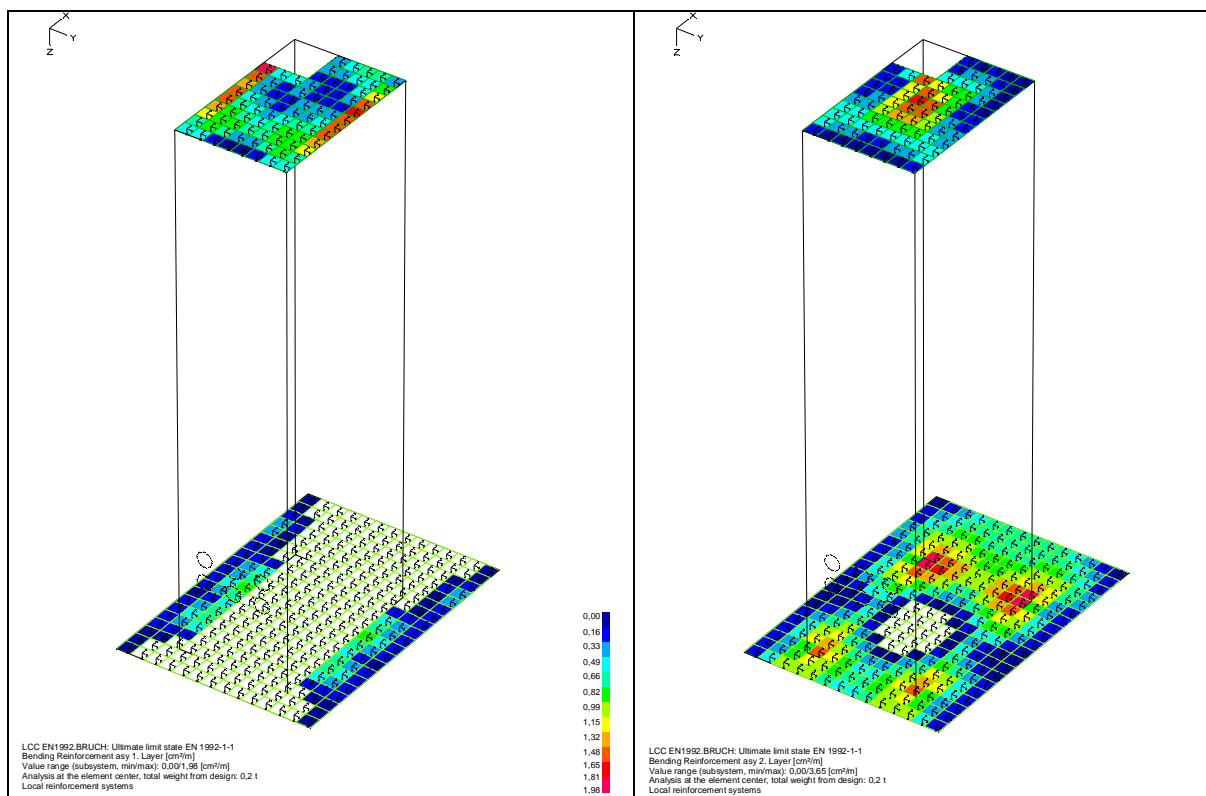 X
Y
Z
0,00
0,16
0,33
0,49
0,66
0,82
0,99
1,15
1,32
1,48
1,65
1,81
1,98
LCC EN1992.BRUCH: Ultimate limit state EN 1992-1-1
Bending Reinforcement asy 1. Layer [cm²/m]
Value range (subsystem, min/max): 0,00/1,98 [cm²/m]
Analysis at the element center, total weight from design: 0,2 t
Local reinforcement systems
X
Y
Z
LCC EN1992.BRUCH: Ultimate limit state EN 1992-1-1
Bending Reinforcement asy 2. Layer [cm²/m]
Value range (subsystem, min/max): 0,00/3,65 [cm²/m]
Analysis at the element center, total weight from design: 0,2 t
Local reinforcement systems